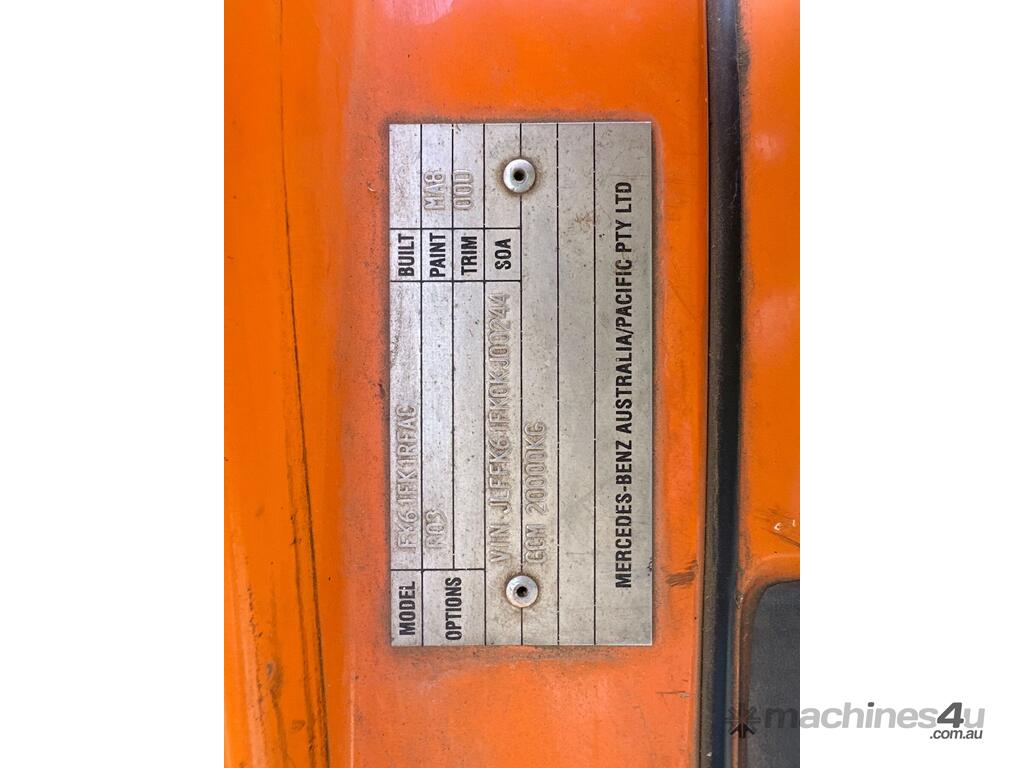 MODEL FK61FK1RFAC BUILT
OPTIONS R03 PAINT MA8
TRIM 00D
VIN JLFFK61FK0KJ00244 SOA
GCM 20000KG
MERCEDES-BENZ AUSTRALIA/PACIFIC PTY LTD
machines4u
.com.au